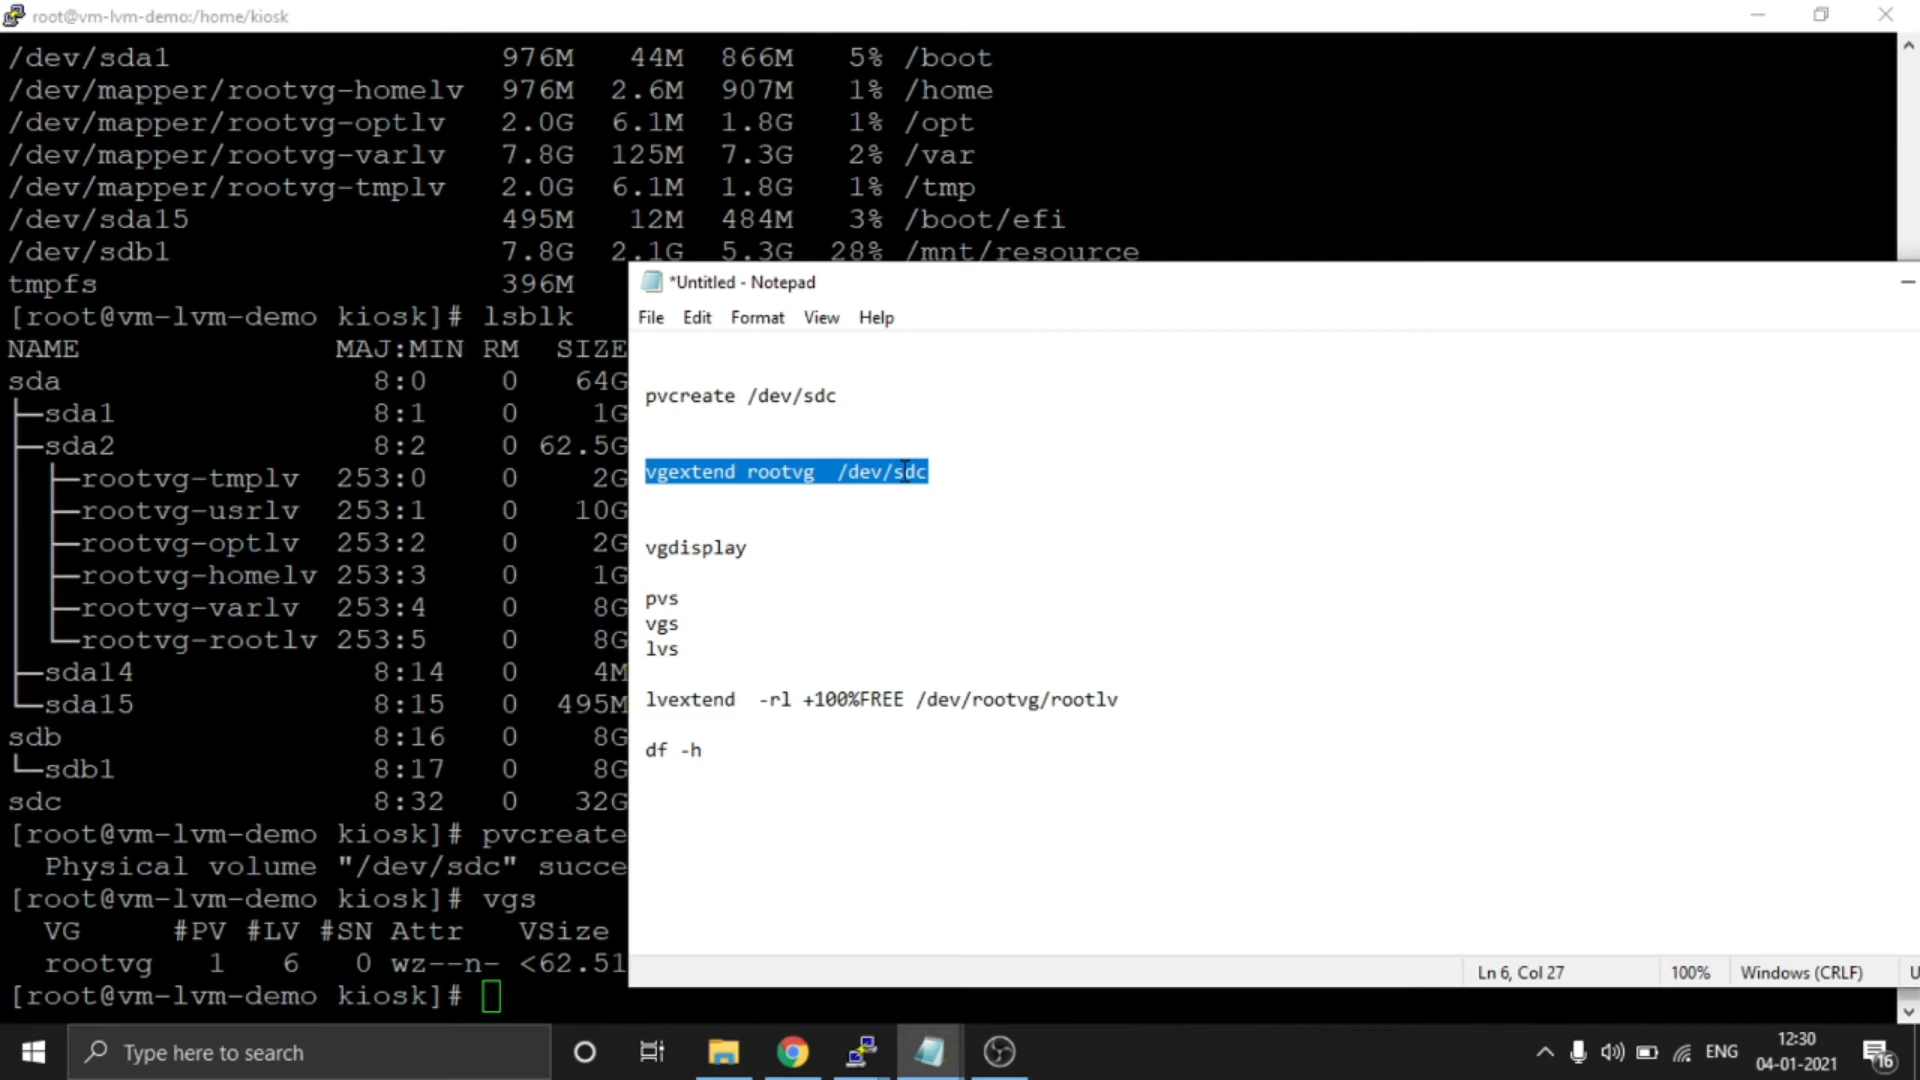 root@vm-lvm-demo:/home/kiosk
/dev/sda1 976M 44M 866M 5% /boot
/dev/mapper/rootvg-homelv 976M 2.6M 907M 1% /home
/dev/mapper/rootvg-optlv 2.0G 6.1M 1.8G 1% /opt
/dev/mapper/rootvg-varlv 7.8G 125M 7.3G 2% /var
/dev/mapper/rootvg-tmplv 2.0G 6.1M 1.8G 1% /tmp
/dev/sda15 495M 12M 484M 3% /boot/efi
/dev/sdb1 7.8G 2.1G 5.3G 28% /mnt/resource
tmpfs 396M
[root@vm-lvm-demo kiosk]# lsblk
NAME MAJ:MIN RM SIZE
sda 8:0 0 64G
├─sda1 8:1 0 1G
├─sda2 8:2 0 62.5G
│ ├─rootvg-tmplv 253:0 0 2G
│ ├─rootvg-usrlv 253:1 0 10G
│ ├─rootvg-optlv 253:2 0 2G
│ ├─rootvg-homelv 253:3 0 1G
│ ├─rootvg-varlv 253:4 0 8G
│ └─rootvg-rootlv 253:5 0 8G
├─sda14 8:14 0 4M
└─sda15 8:15 0 495M
sdb 8:16 0 8G
└─sdb1 8:17 0 8G
sdc 8:32 0 32G
[root@vm-lvm-demo kiosk]# pvcreate
Physical volume "/dev/sdc" succe
[root@vm-lvm-demo kiosk]# vgs
VG #PV #LV #SN Attr VSize
rootvg 1 6 0 wz--n- <62.51
[root@vm-lvm-demo kiosk]#
*Untitled - Notepad
File Edit Format View Help
pvcreate /dev/sdc
vgextend rootvg /dev/sdc
vgdisplay
pvs
vgs
lvs
lvextend -rl +100%FREE /dev/rootvg/rootlv
df -h
Ln 6, Col 27 100% Windows (CRLF) U
Type here to search
ENG
12:30
04-01-2021
16